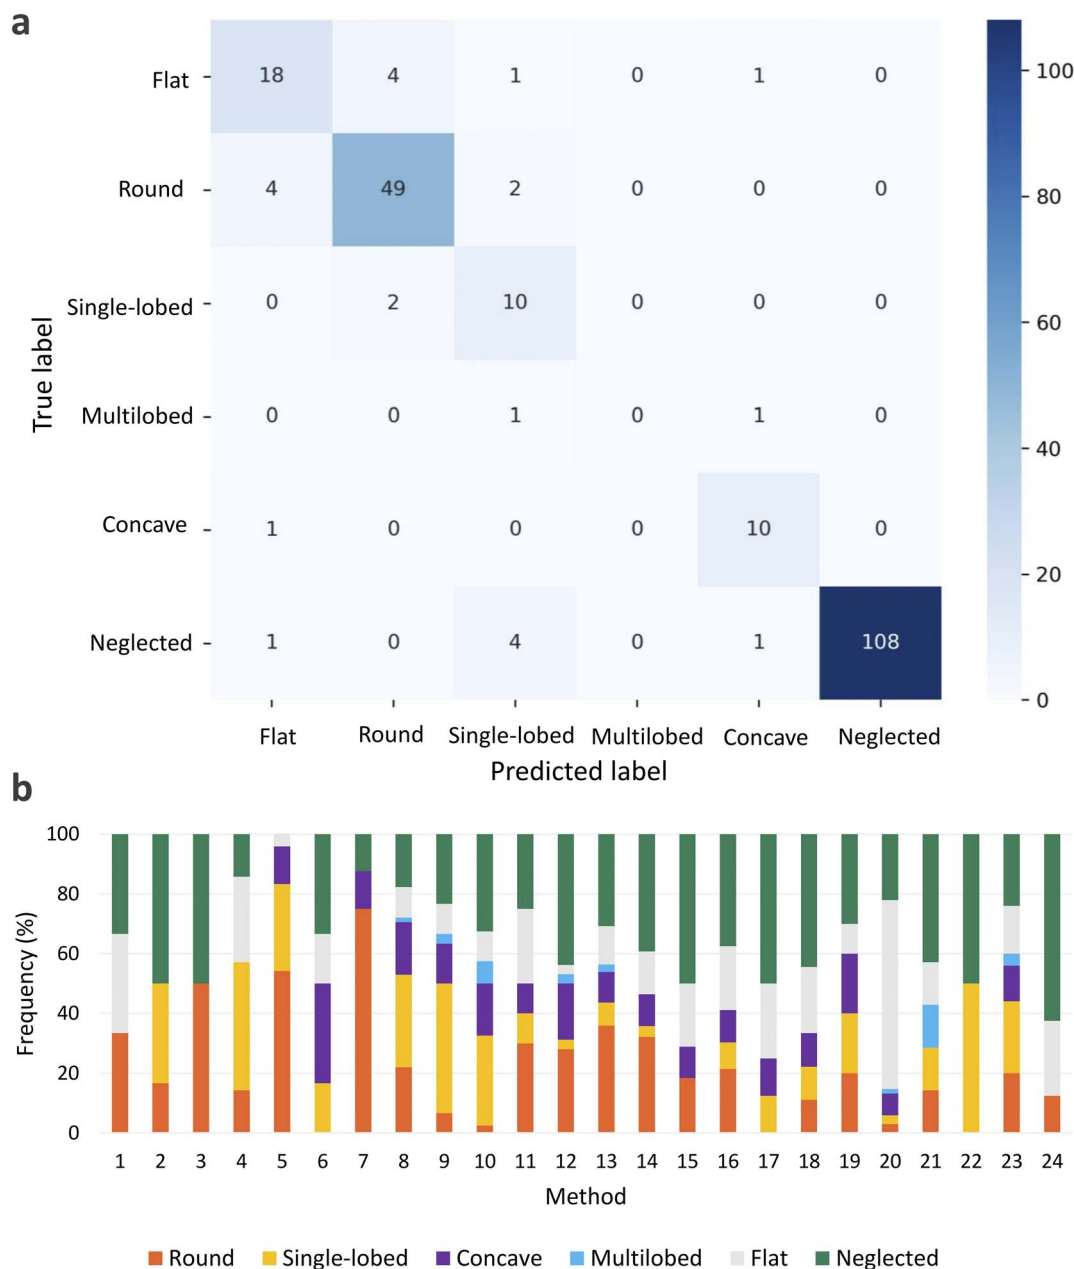 a
Flat
18 4 1 0 1 0
Round
4 49 2 0 0 0
Single-lobed
0 2 10 0 0 0
Multilobed
0 0 1 0 1 0
Concave
1 0 0 0 10 0
Neglected
1 0 4 0 1 108
True label
Flat Round Single-lobed Multilobed Concave Neglected
Predicted label
100
80
60
40
20
0
b
100
80
60
40
20
0
Frequency (%)
1 2 3 4 5 6 7 8 9 10 11 12 13 14 15 16 17 18 19 20 21 22 23 24
Method
Round Single-lobed Concave Multilobed Flat Neglected